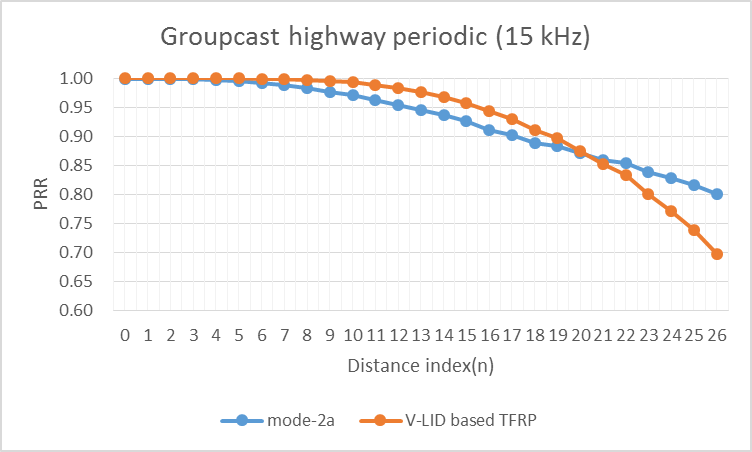 Groupcast highway periodic (15 kHz)
1.00
0.95
0.90
0.85
0.80
0.75
0.70
0.65
0.60
PRR
0 1 2 3 4 5 6 7 8 9 10 11 12 13 14 15 16 17 18 19 20 21 22 23 24 25 26
Distance index(n)
mode-2a V-LID based TFRP